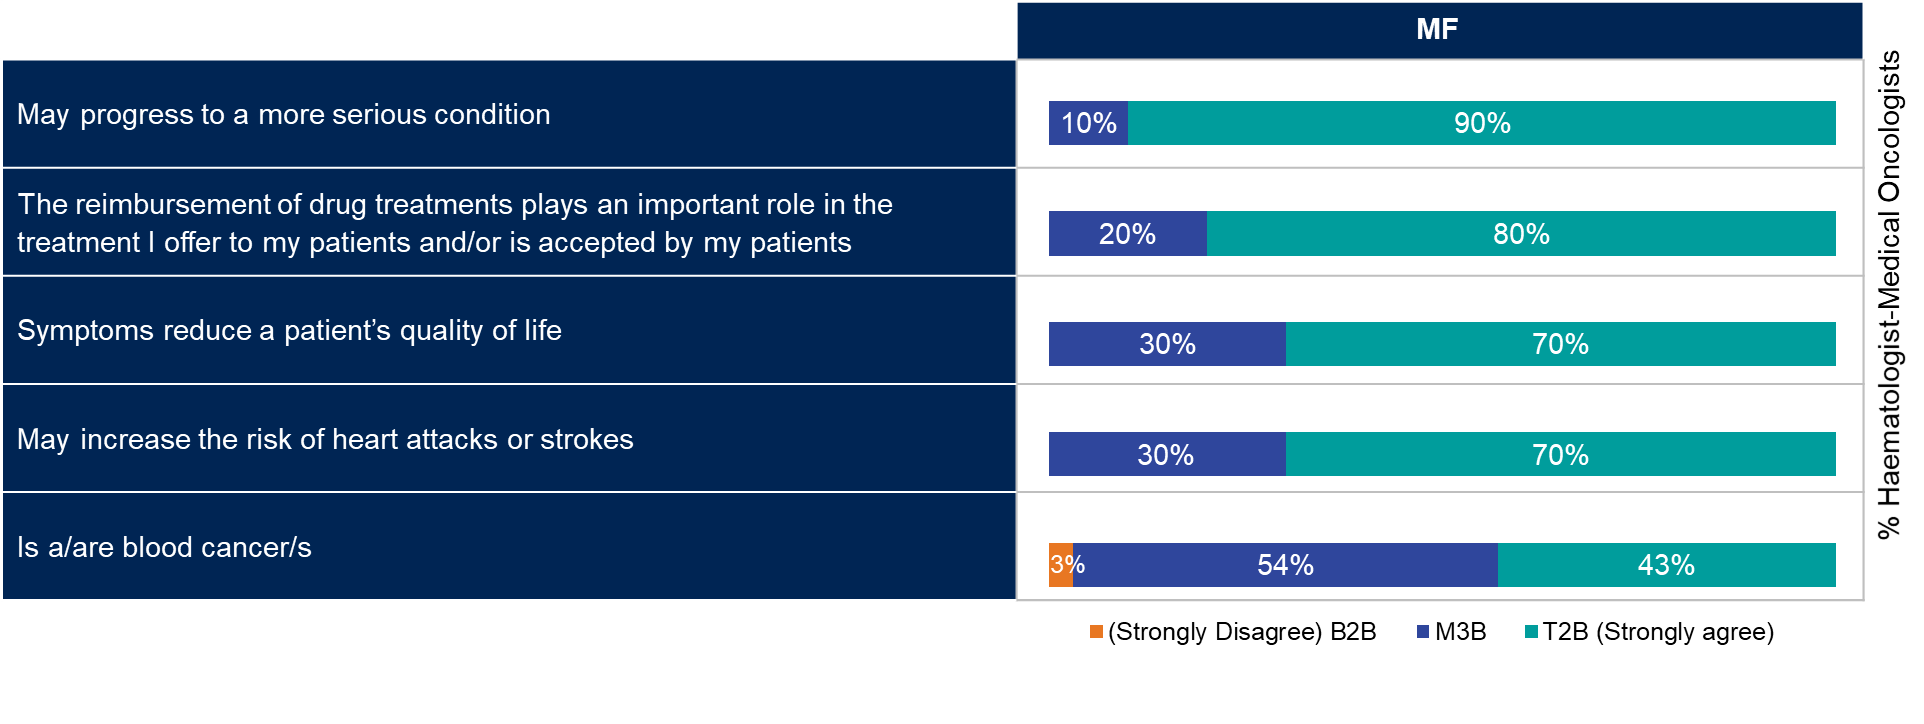 MF
May progress to a more serious condition
10%
90%
The reimbursement of drug treatments plays an important role in the
treatment I offer to my patients and/or is accepted by my patients
20%
80%
Symptoms reduce a patient’s quality of life
30%
70%
May increase the risk of heart attacks or strokes
30%
70%
Is a/are blood cancer/s
3%
54%
43%
% Haematologist-Medical Oncologists
(Strongly Disagree) B2B
M3B
T2B (Strongly agree)